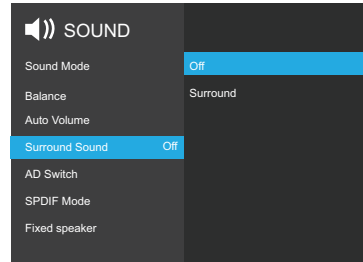 SOUND
Sound Mode
Off
Balance
Surround
Auto Volume
Surround Sound Off
AD Switch
SPDIF Mode
Fixed speaker